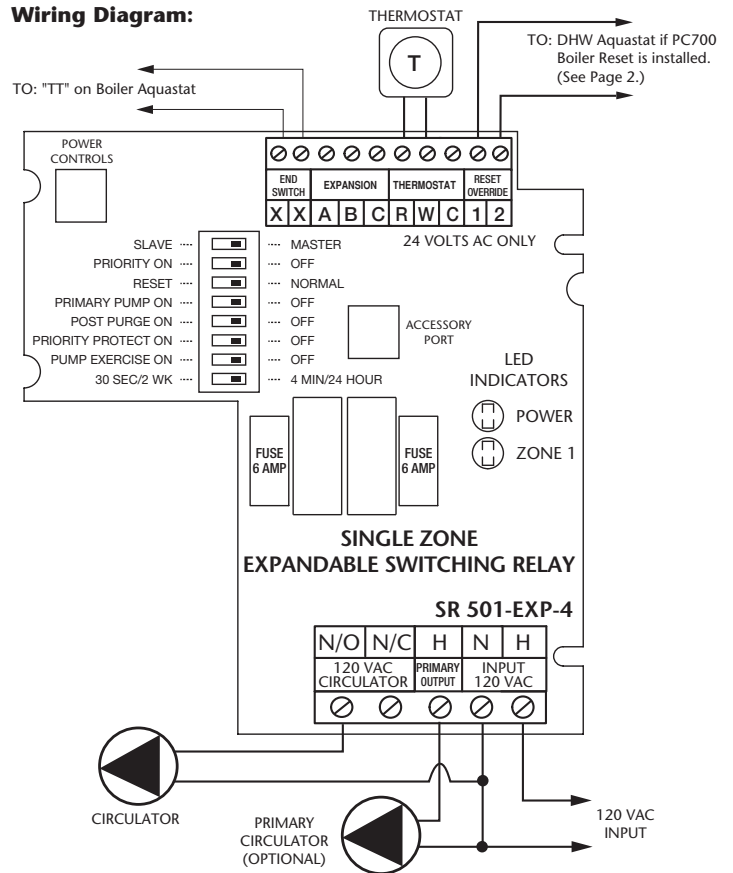 Wiring Diagram:
THERMOSTAT
T
TO: DHW Aquastat if PC700
Boiler Reset is installed.
(See Page 2.)
TO: "TT" on Boiler Aquastat
POWER
CONTROLS
END
SWITCH
EXPANSION
THERMOSTAT
RESET
OVERRIDE
X X A B C R W C 1 2
24 VOLTS AC ONLY
SLAVE ···· ···· MASTER
PRIORITY ON ···· ···· OFF
RESET ···· ···· NORMAL
PRIMARY PUMP ON ···· ···· OFF
POST PURGE ON ···· ···· OFF
PRIORITY PROTECT ON ···· ···· OFF
PUMP EXERCISE ON ···· ···· OFF
30 SEC/2 WK ···· ···· 4 MIN/24 HOUR
ACCESSORY
PORT
LED
INDICATORS
POWER
ZONE 1
FUSE
6 AMP
FUSE
6 AMP
SINGLE ZONE
EXPANDABLE SWITCHING RELAY
SR 501-EXP-4
N/O N/C H N H
120 VAC
CIRCULATOR
PRIMARY
OUTPUT
INPUT
120 VAC
CIRCULATOR
PRIMARY
CIRCULATOR
(OPTIONAL)
120 VAC
INPUT